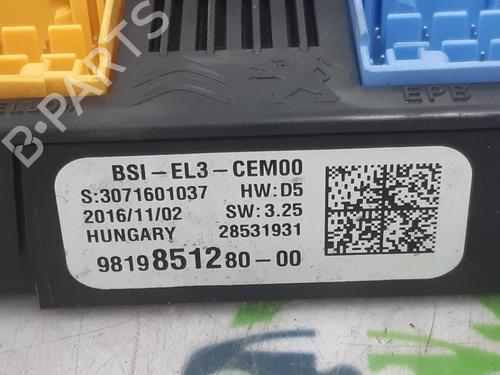 EPB
BSI-EL3-CEM00
S:3071601037 HW:D5
2016/11/02 SW:3.25
HUNGARY 28531931
9819851280-00
B-PARTS